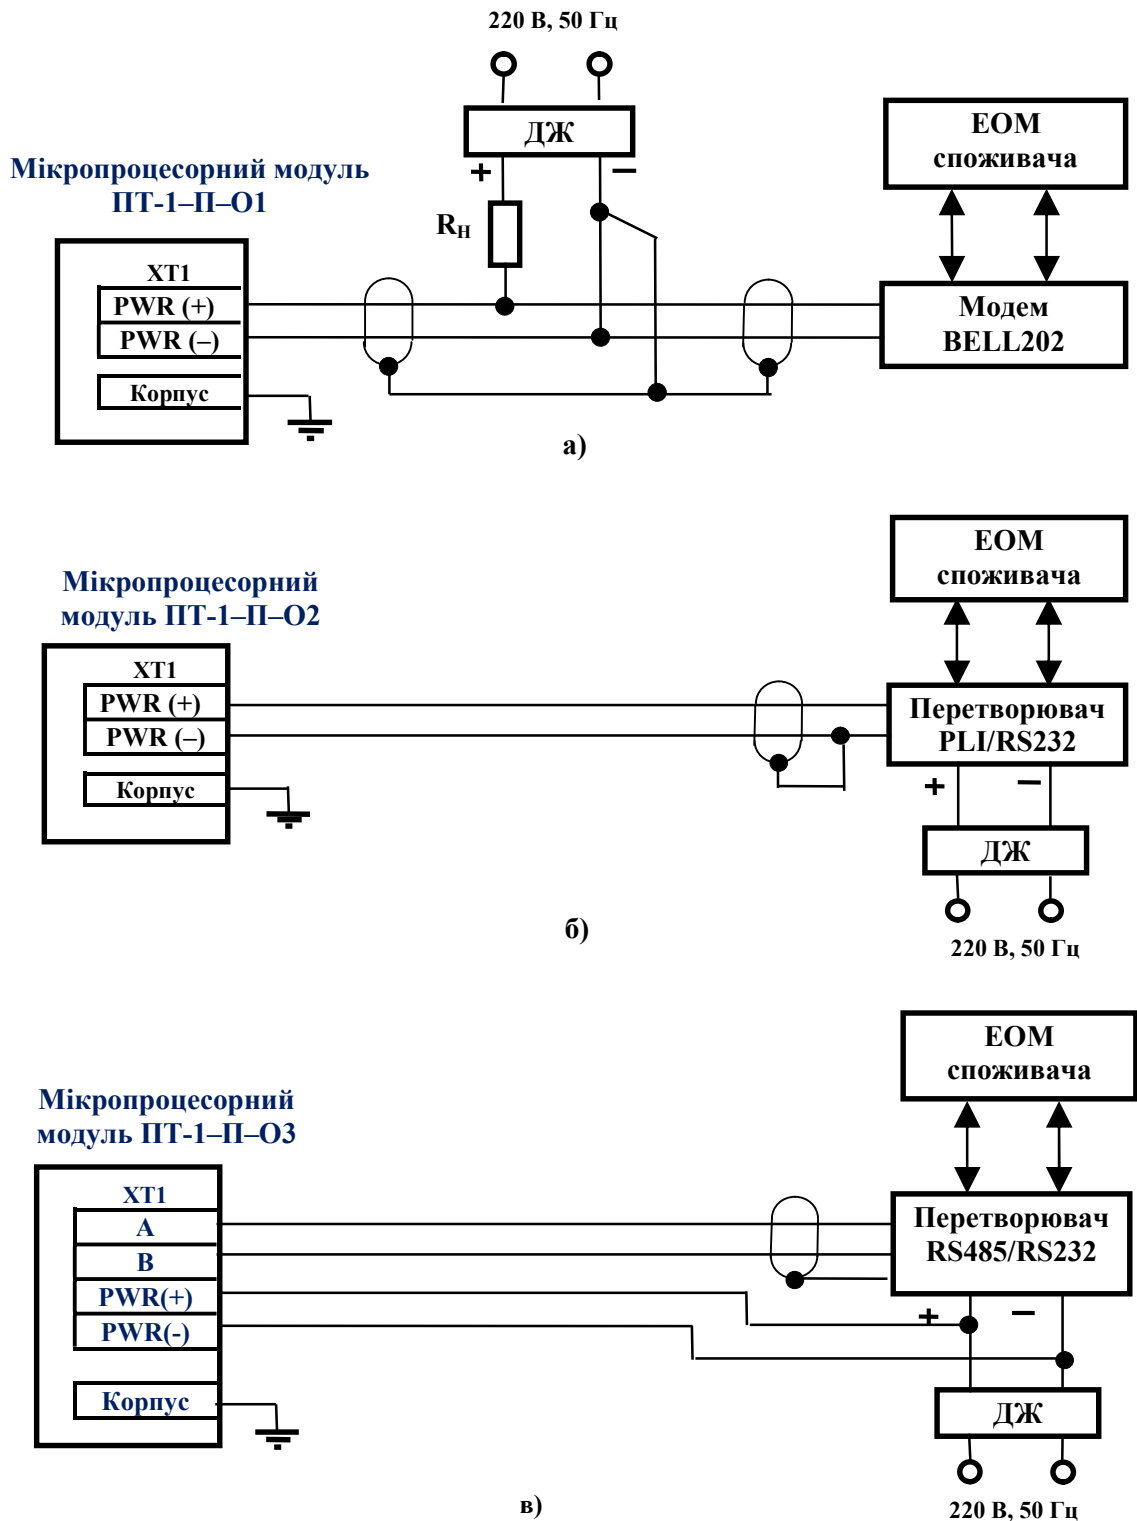 220 В, 50 Гц
ДЖ
+ –
ЕОМ
споживача
Мікропроцесорний модуль
ПТ-1–П–О1
RН
XT1
PWR (+)
PWR (–)
Корпус
Модем
BELL202
а)
ЕОМ
споживача
Мікропроцесорний
модуль ПТ-1–П–О2
XT1
PWR (+)
PWR (–)
Корпус
Перетворювач
PLI/RS232
+ –
ДЖ
220 В, 50 Гц
б)
ЕОМ
споживача
Мікропроцесорний
модуль ПТ-1–П–О3
XT1
A
B
PWR(+)
PWR(-)
Корпус
Перетворювач
RS485/RS232
+ –
ДЖ
220 В, 50 Гц
в)